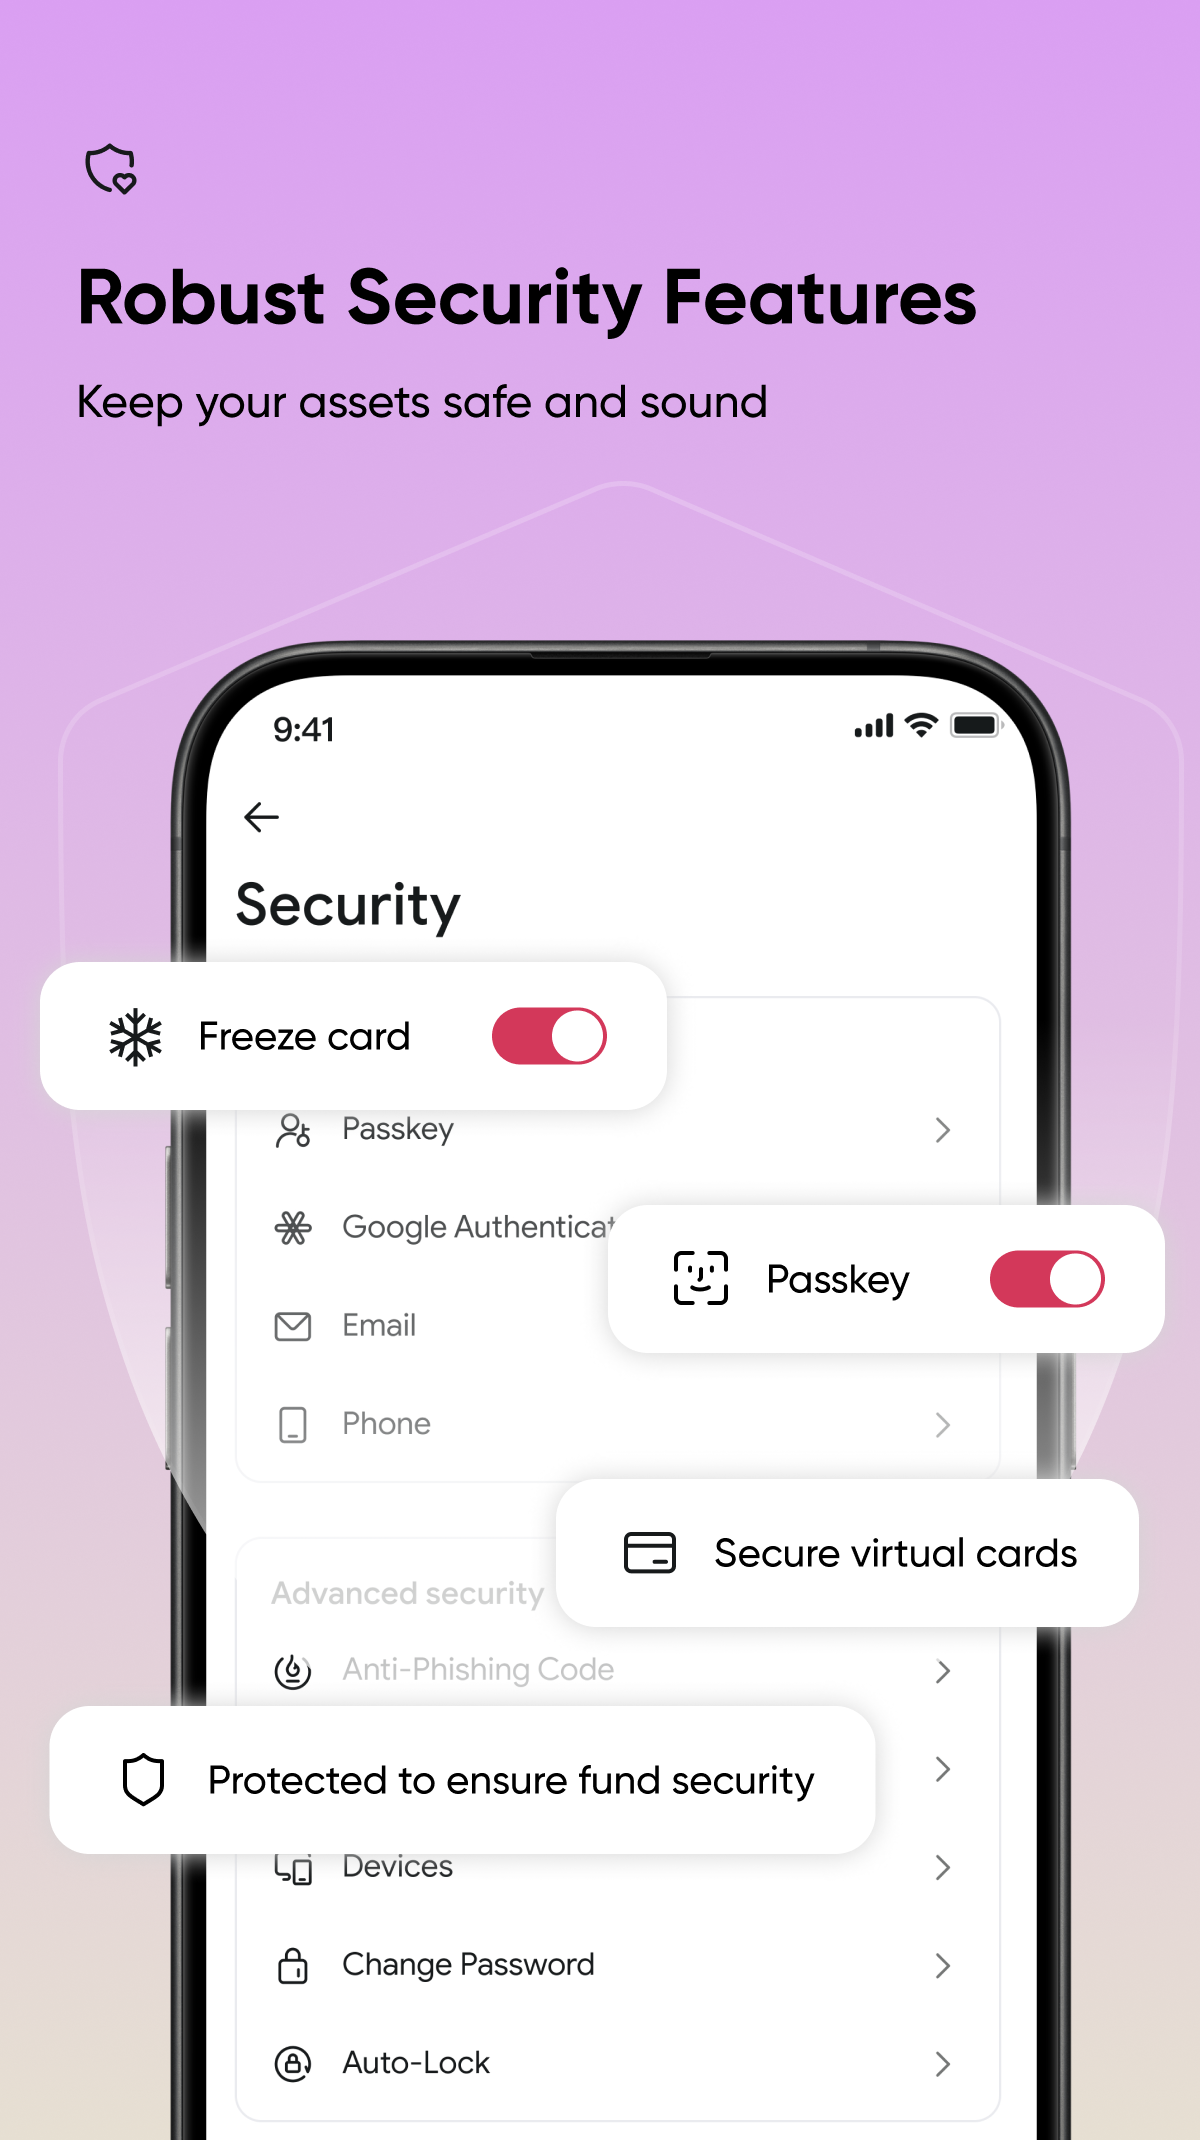 Robust Security Features
Keep your assets safe and sound
9:41
Security
Freeze card
Passkey
Google Authenticat
Passkey
Email
Phone
Secure virtual cards
Advanced security
Anti-Phishing Code
Protected to ensure fund security
Devices
Change Password
Auto-Lock